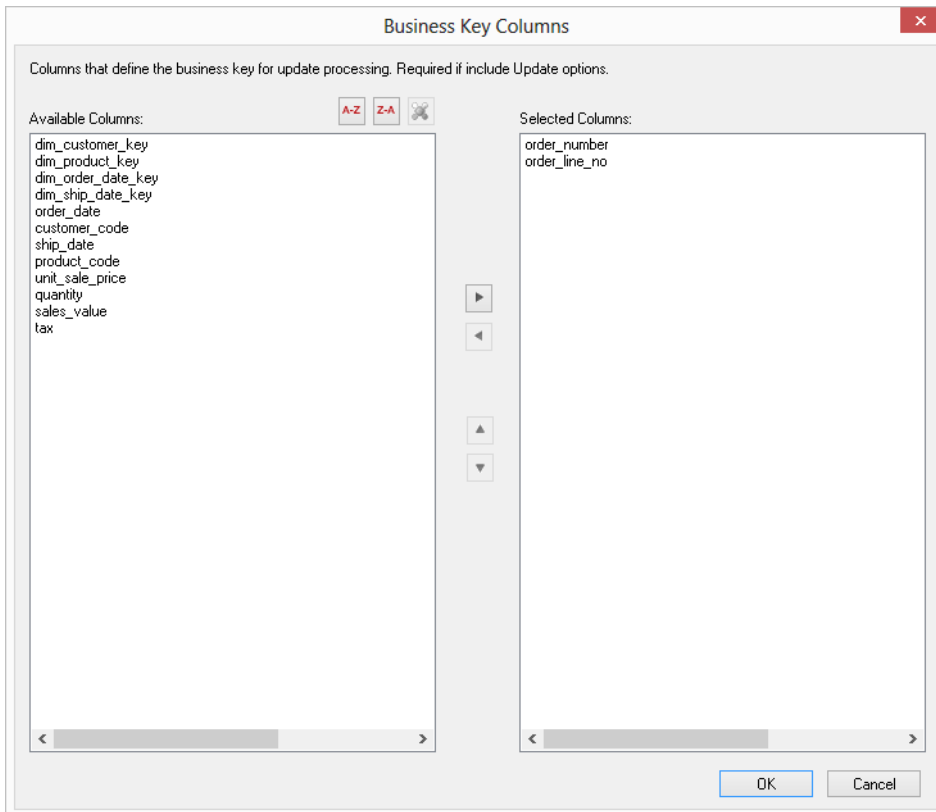 Business Key Columns
Columns that define the business key for update processing. Required if include Update options.
A-Z Z-A
Available Columns:
dim_customer_key
dim_product_key
dim_order_date_key
dim_ship_date_key
order_date
customer_code
ship_date
product_code
unit_sale_price
quantity
sales_value
tax
Selected Columns:
order_number
order_line_no
OK
Cancel